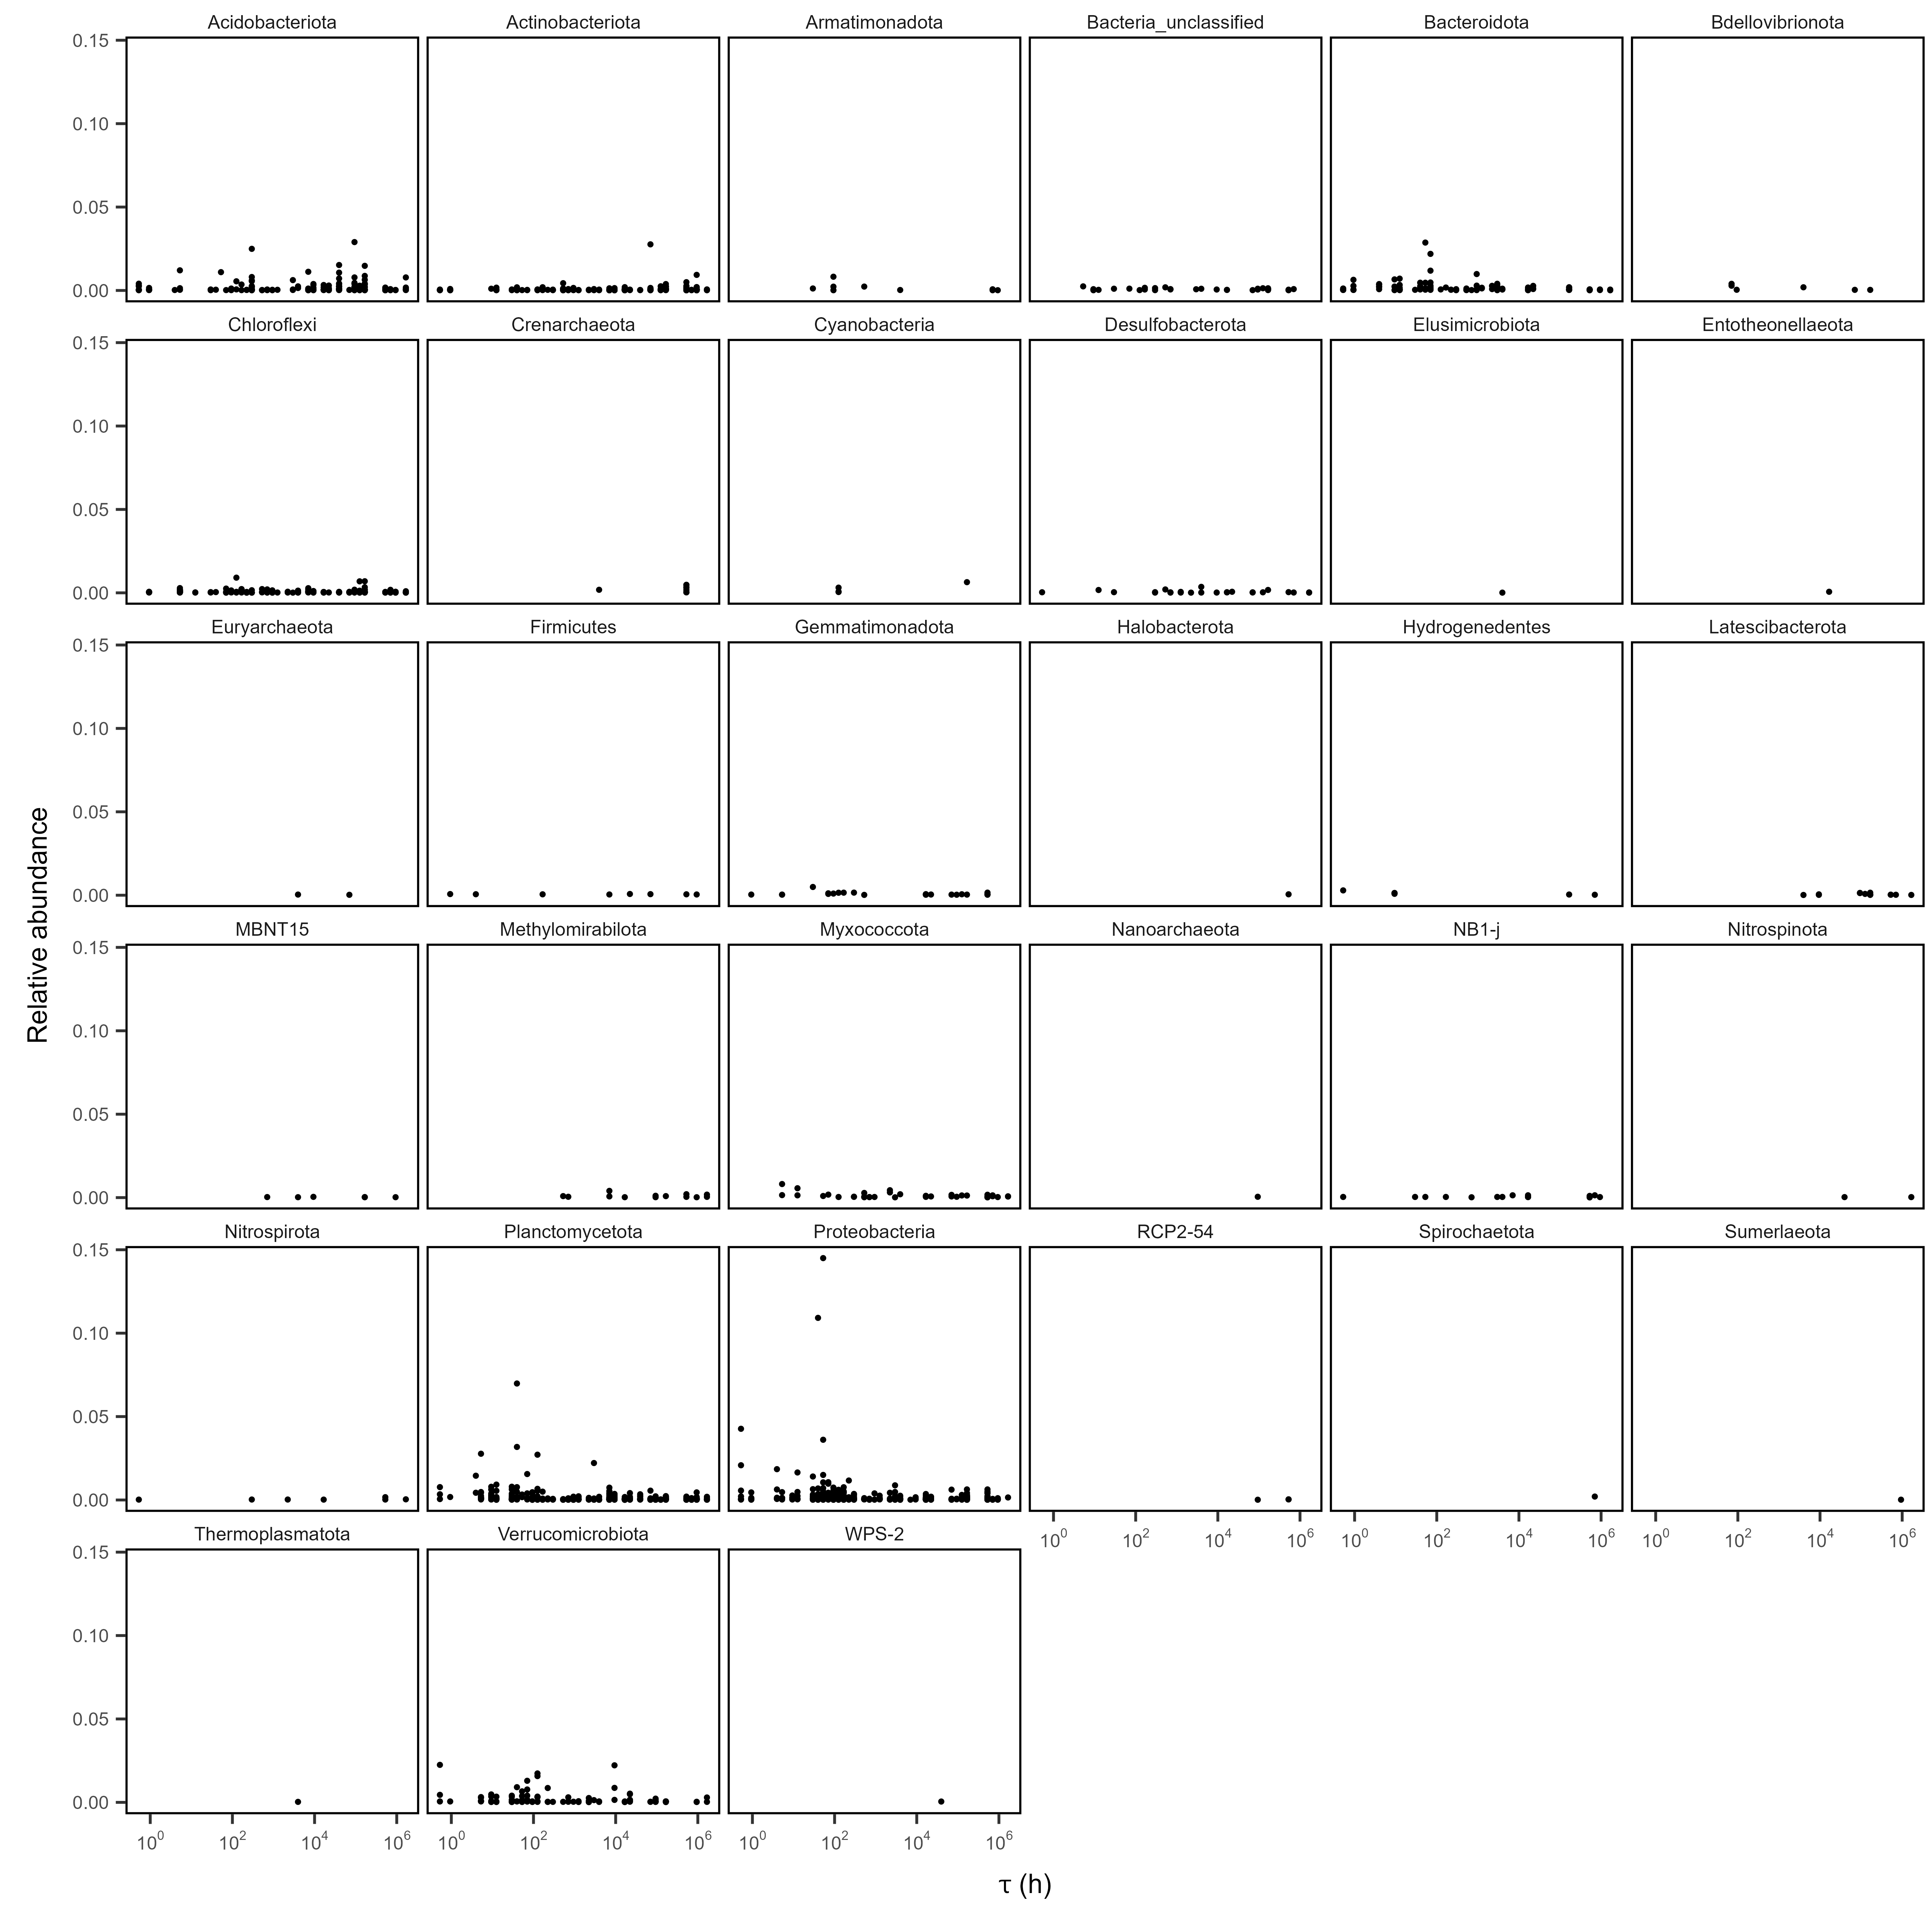 Acidobacteriota Actinobacteriota Armatimonadota Bacteria_unclassified Bacteroidota Bdellovibrionota
0.15
0.10
0.05
0.00
Chloroflexi Crenarchaeota Cyanobacteria Desulfobacterota Elusimicrobiota Entotheonellaeota
0.15
0.10
0.05
0.00
Euryarchaeota Firmicutes Gemmatimonadota Halobacterota Hydrogenedentes Latescibacterota
0.15
0.10
0.05
0.00
Relative abundance
MBNT15 Methylomirabilota Myxococcota Nanoarchaeota NB1-j Nitrospinota
0.15
0.10
0.05
0.00
Nitrospirota Planctomycetota Proteobacteria RCP2-54 Spirochaetota Sumerlaeota
0.15
0.10
0.05
0.00
10⁰ 10² 10⁴ 10⁶ 10⁰ 10² 10⁴ 10⁶ 10⁰ 10² 10⁴ 10⁶
Thermoplasmatota Verrucomicrobiota WPS-2
0.15
0.10
0.05
0.00
10⁰ 10² 10⁴ 10⁶ 10⁰ 10² 10⁴ 10⁶ 10⁰ 10² 10⁴ 10⁶
τ (h)